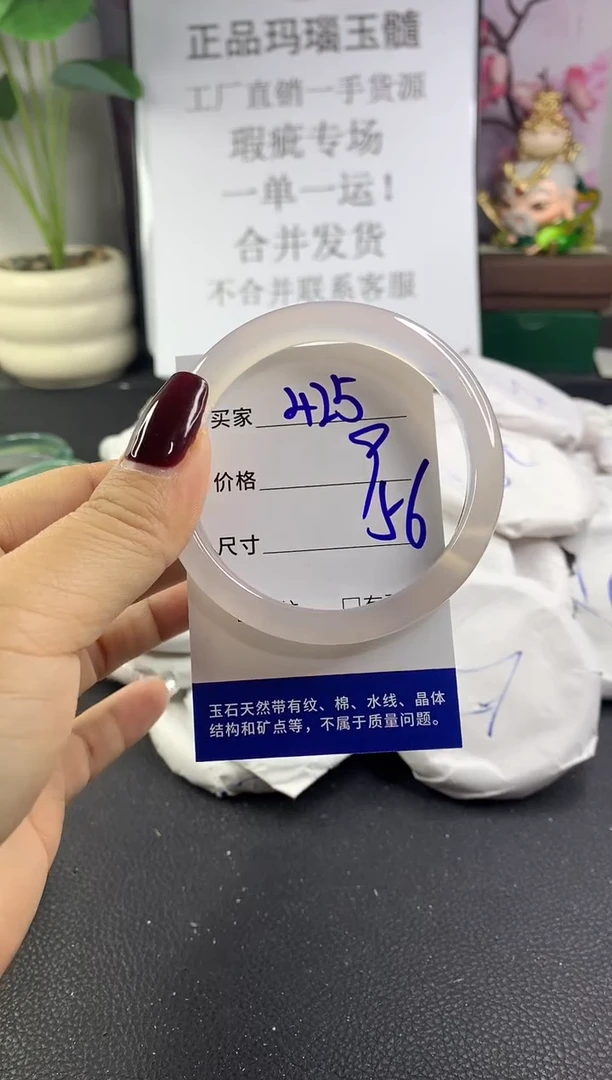 正品玛瑙玉髓
工厂直销一手货源
瑕疵专场
一单一运！
合并发货
不合并联系客服
买家 425
价格
尺寸 56
玉石天然带有纹、棉、水线、晶体
结构和矿点等，不属于质量问题。